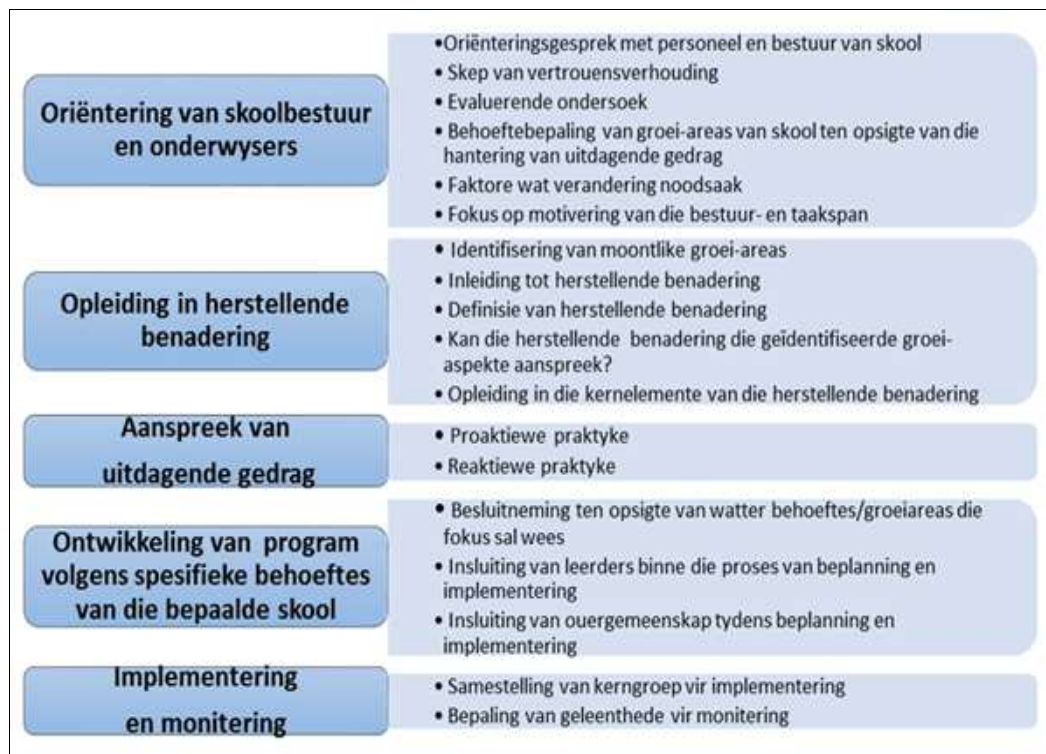 Oriëntering van skoolbestuur
en onderwysers
•Oriënteringsgesprek met personeel en bestuur van skool
• Skep van vertrouensverhouding
• Evaluerende ondersoek
• Behoeftebepaling van groei-areas van skool ten opsigte van die
hantering van uitdagende gedrag
• Faktore wat verandering noodsaak
• Fokus op motivering van die bestuur- en taakspan
Opleiding in herstellende
benadering
• Identifisering van moontlike groei-areas
• Inleiding tot herstellende benadering
• Definisie van herstellende benadering
• Kan die herstellende benadering die geïdentifiseerde groei-
aspekte aanspreek?
• Opleiding in die kernelemente van die herstellende benadering
Aanspreek van
uitdagende gedrag
• Proaktiewe praktyke
• Reaktiewe praktyke
Ontwikkeling van program
volgens spesifieke behoeftes
van die bepaalde skool
• Besluitneming ten opsigte van watter behoeftes/groeiareas die
fokus sal wees
• Insluiting van leerders binne die proses van beplanning en
implementering
• Insluiting van ouergemeenskap tydens beplanning en
implementering
Implementering
en monitering
• Samestelling van kerngroep vir implementering
• Bepaling van geleenthede vir monitering